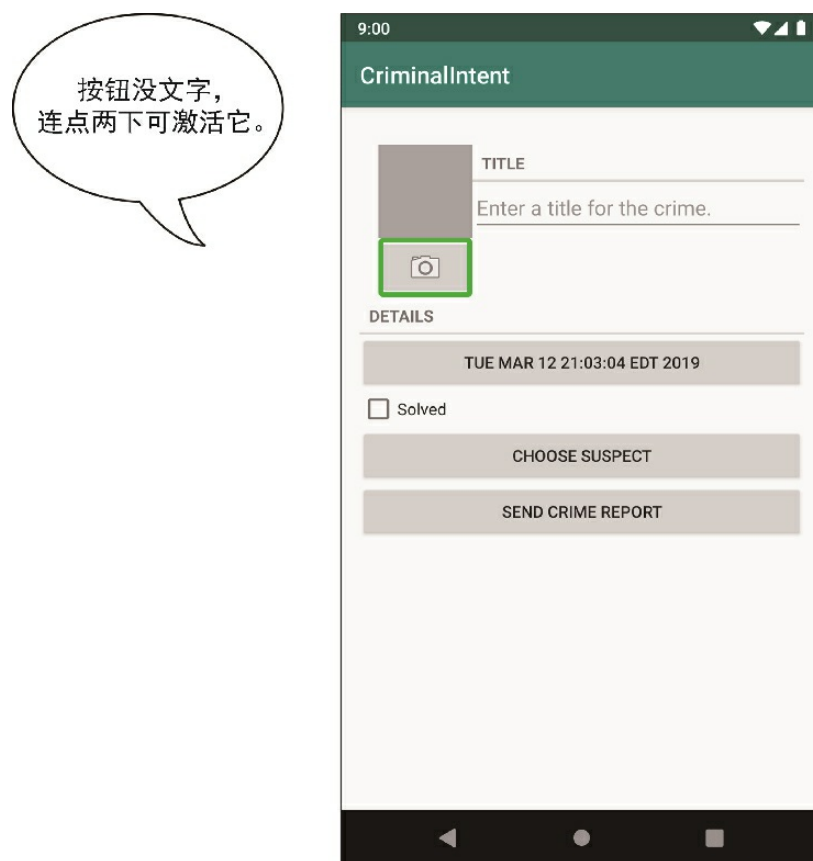 按钮没文字，
连点两下可激活它。
9:00
CriminalIntent
TITLE
Enter a title for the crime.
DETAILS
TUE MAR 12 21:03:04 EDT 2019
Solved
CHOOSE SUSPECT
SEND CRIME REPORT